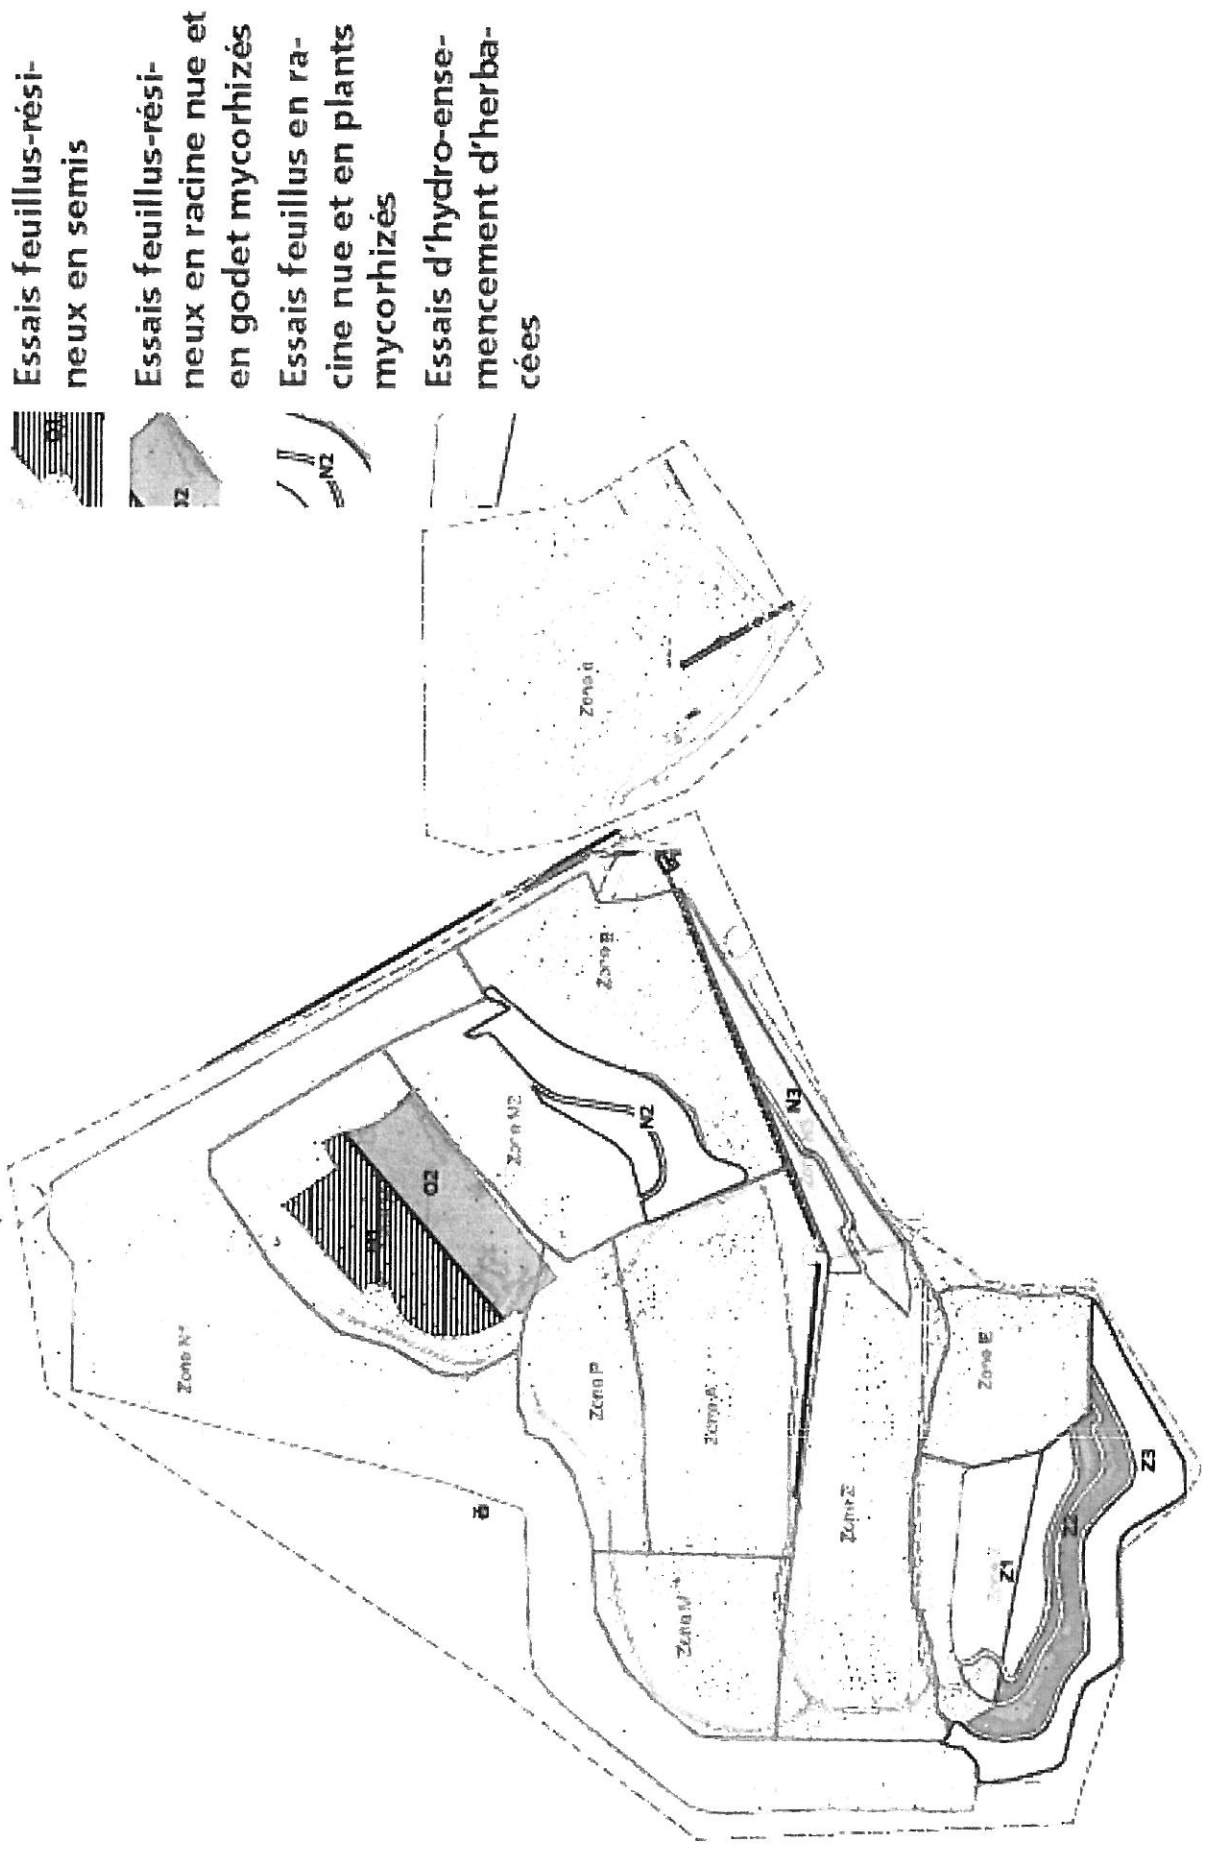 Essais feuillus-rési-
neux en semis
Essais feuillus-rési-
neux en racine nue et
en godet mycorhizés
Essais feuillus en ra-
cine nue et en plants
mycorhizés
Essais d'hydro-ense-
mencement d'herba-
cées
O2
N2
Zone N2
O2
N2
Zone B
N3
Zone P
Zone A
Zone E
Z1
Z2
Z3